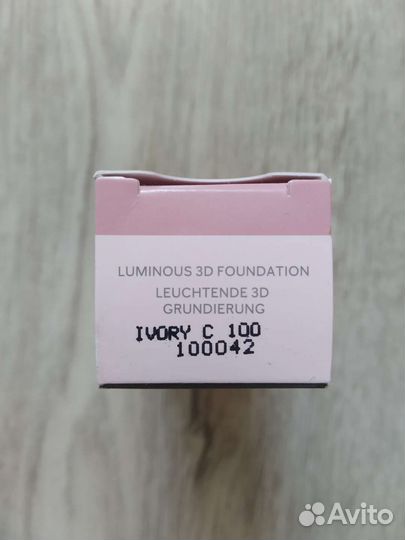 LUMINOUS 3D FOUNDATION
LEUCHTENDE 3D
GRUNDIERUNG
IVORY C 100
100042
Avito